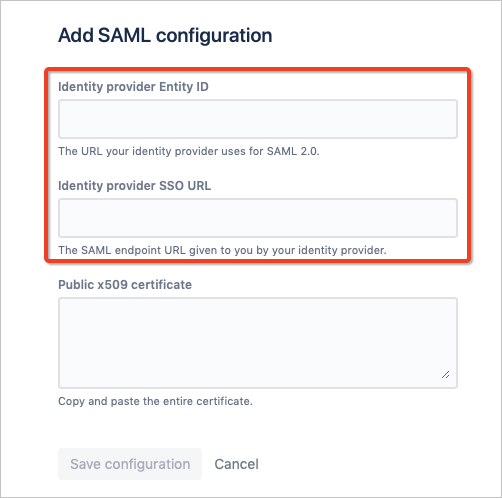 Add SAML configuration
Identity provider Entity ID
The URL your identity provider uses for SAML 2.0.
Identity provider SSO URL
The SAML endpoint URL given to you by your identity provider.
Public x509 certificate
Copy and paste the entire certificate.
Save configuration Cancel